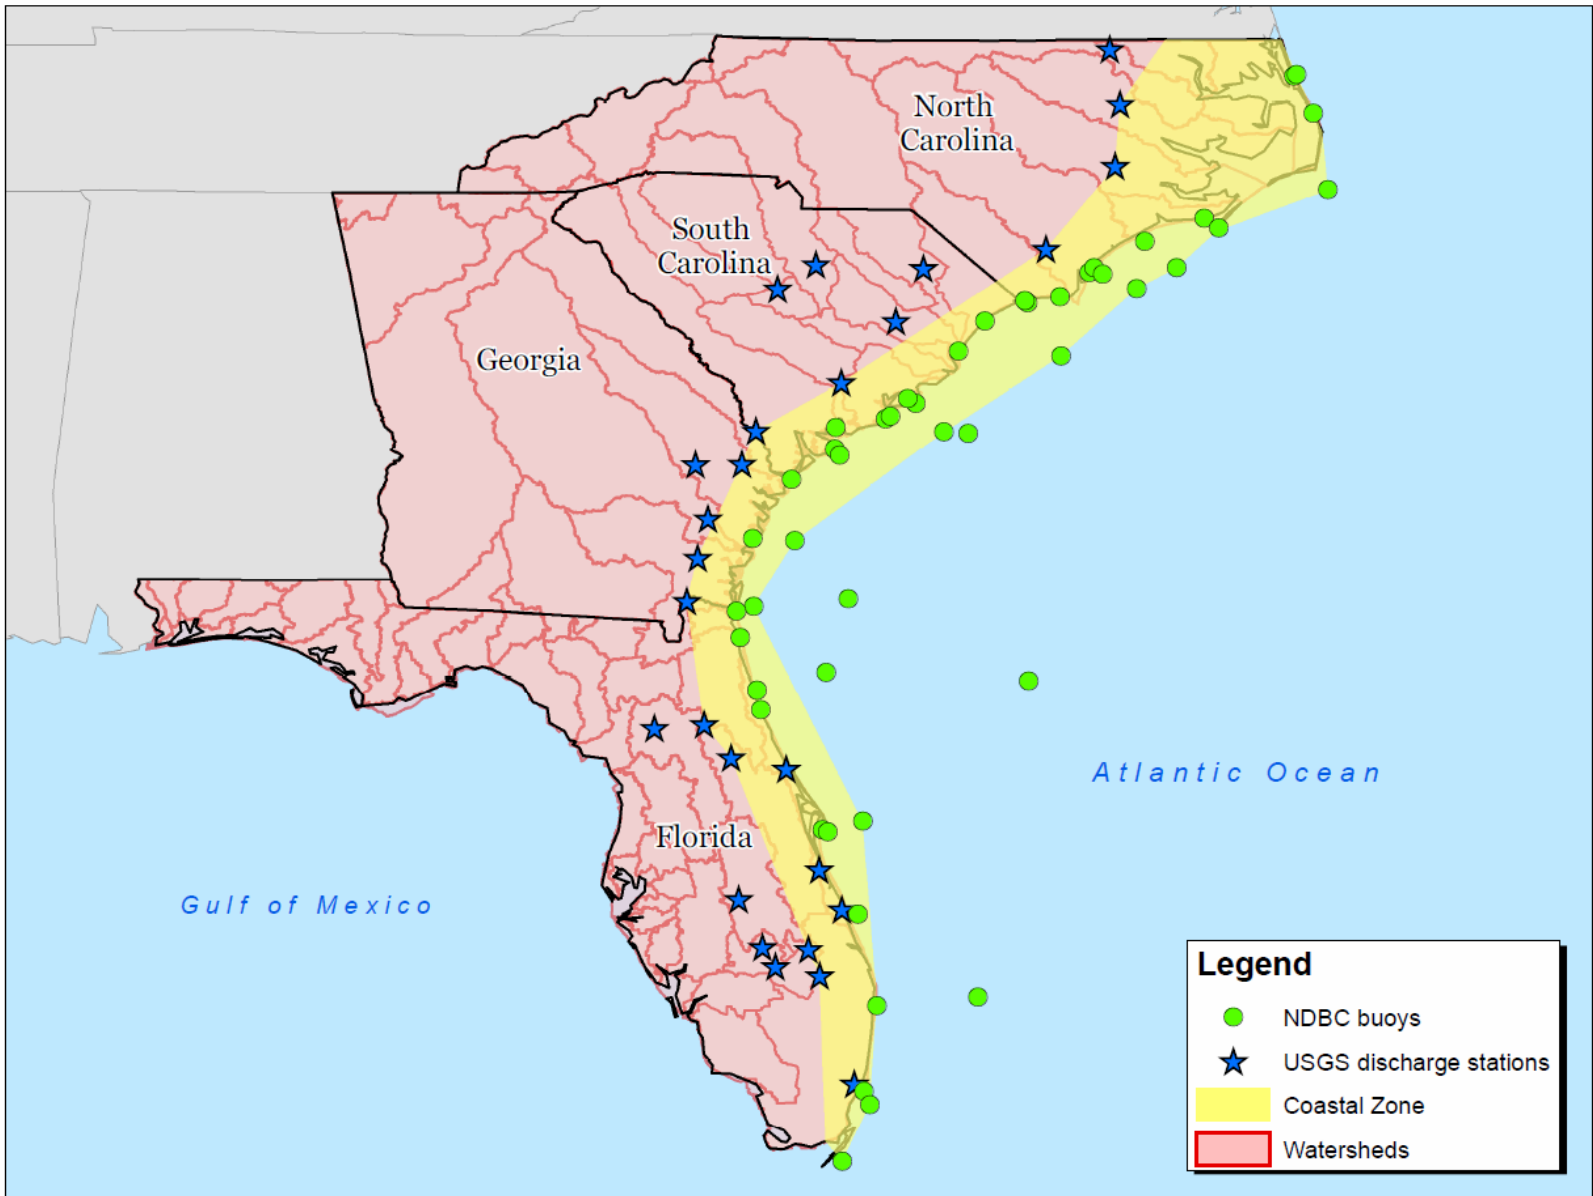 North
Carolina
South
Carolina
Georgia
Atlantic Ocean
Florida
Gulf of Mexico
Legend
NDBC buoys
USGS discharge stations
Coastal Zone
Watersheds